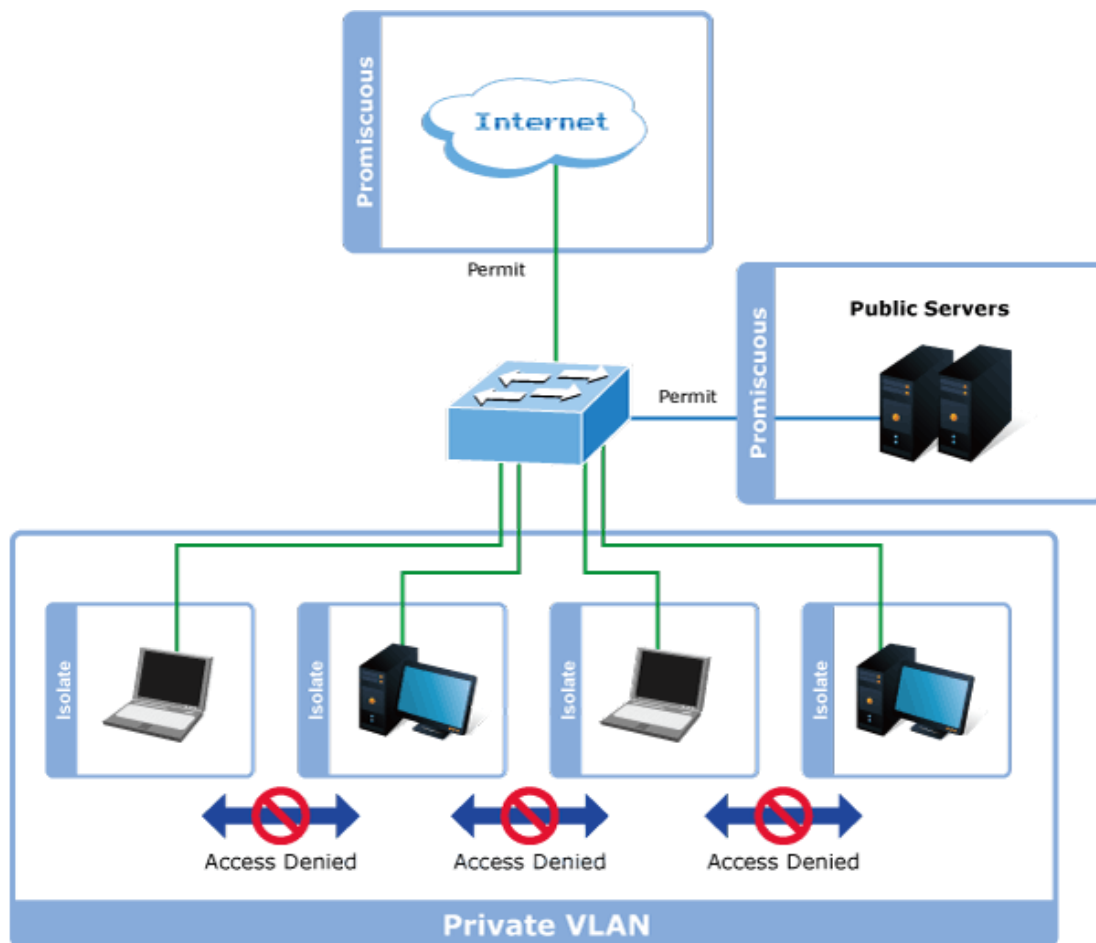 Promiscuous
Internet
Permit
Promiscuous
Public Servers
Permit
Isolate
Isolate
Isolate
Isolate
Access Denied
Access Denied
Access Denied
Private VLAN